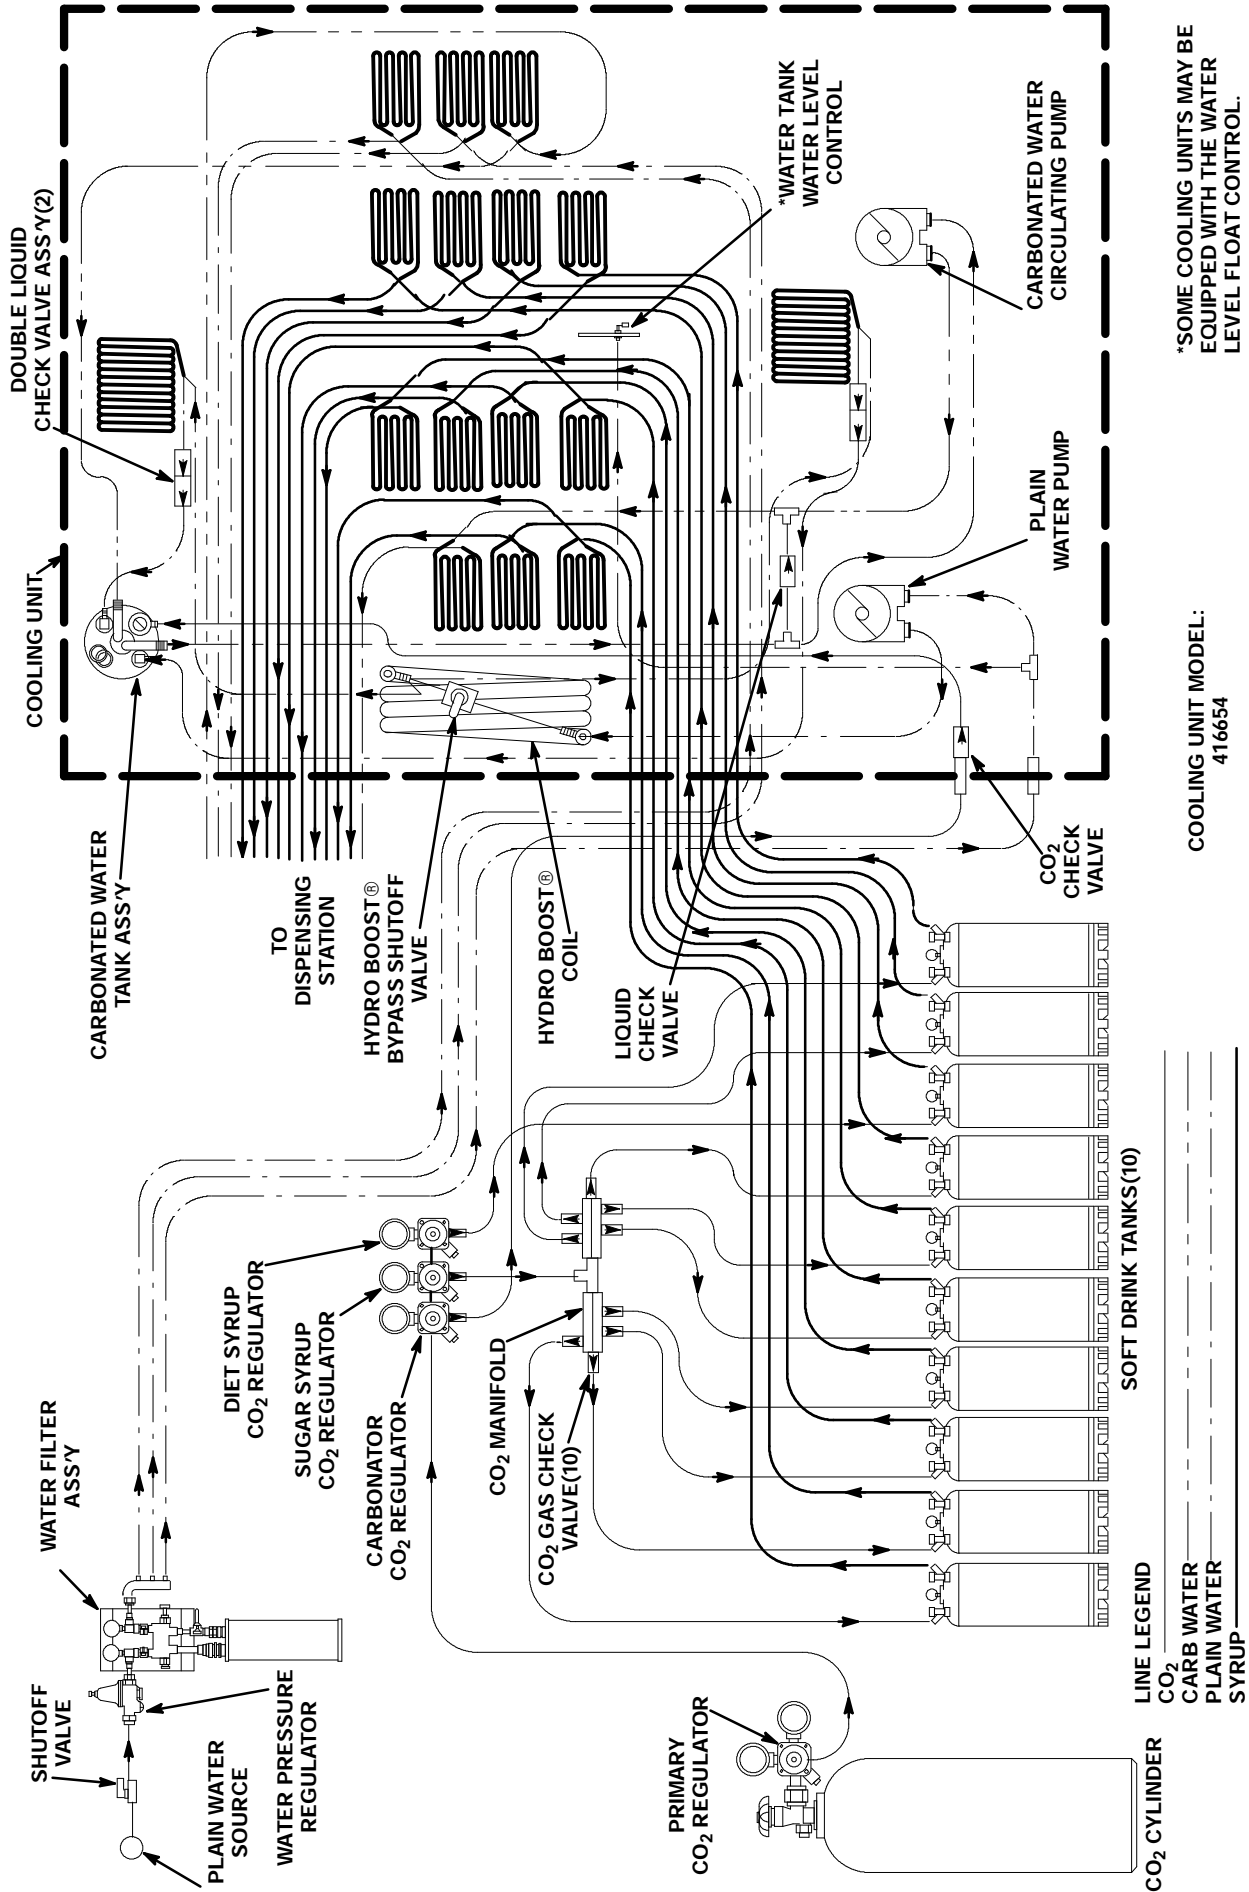 DOUBLE LIQUID
CHECK VALVE ASS'Y(2)
COOLING UNIT
CARBONATED WATER
TANK ASS'Y
*WATER TANK
WATER LEVEL
CONTROL
CARBONATED WATER
CIRCULATING PUMP
PLAIN
WATER PUMP
*SOME COOLING UNITS MAY BE
EQUIPPED WITH THE WATER
LEVEL FLOAT CONTROL.
COOLING UNIT MODEL:
416654
TO
DISPENSING
STATION
HYDRO BOOST®
BYPASS SHUTOFF
VALVE
HYDRO BOOST®
COIL
LIQUID
CHECK
VALVE
CO2
CHECK
VALVE
WATER FILTER
ASS'Y
DIET SYRUP
CO2 REGULATOR
SUGAR SYRUP
CO2 REGULATOR
CARBONATOR
CO2 REGULATOR
CO2 MANIFOLD
CO2 GAS CHECK
VALVE(10)
SOFT DRINK TANKS(10)
SHUTOFF
VALVE
PLAIN WATER
SOURCE
WATER PRESSURE
REGULATOR
PRIMARY
CO2 REGULATOR
CO2 CYLINDER
LINE LEGEND
CO2
CARB WATER
PLAIN WATER
SYRUP